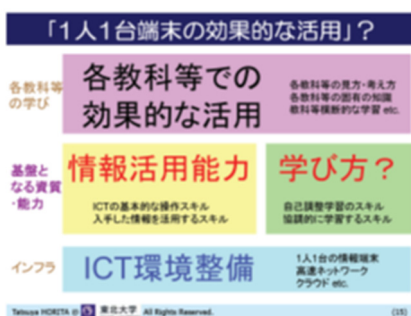 「1人1台端末の効果的な活用」？
各教科等の学び
各教科等での
効果的な活用
各教科等の見方・考え方
各教科等の固有の知識
教科等横断的な学習 etc.
基盤と
なる資質
・能力
情報活用能力
ICTの基本的な操作スキル
入手した情報を活用するスキル
学び方？
自己調整学習のスキル
協調的に学習するスキル
インフラ
ICT環境整備
1人1台の情報端末
高速ネットワーク
クラウド etc.
Tatsuya HORITA @ 東北大学 All Rights Reserved.
(15)